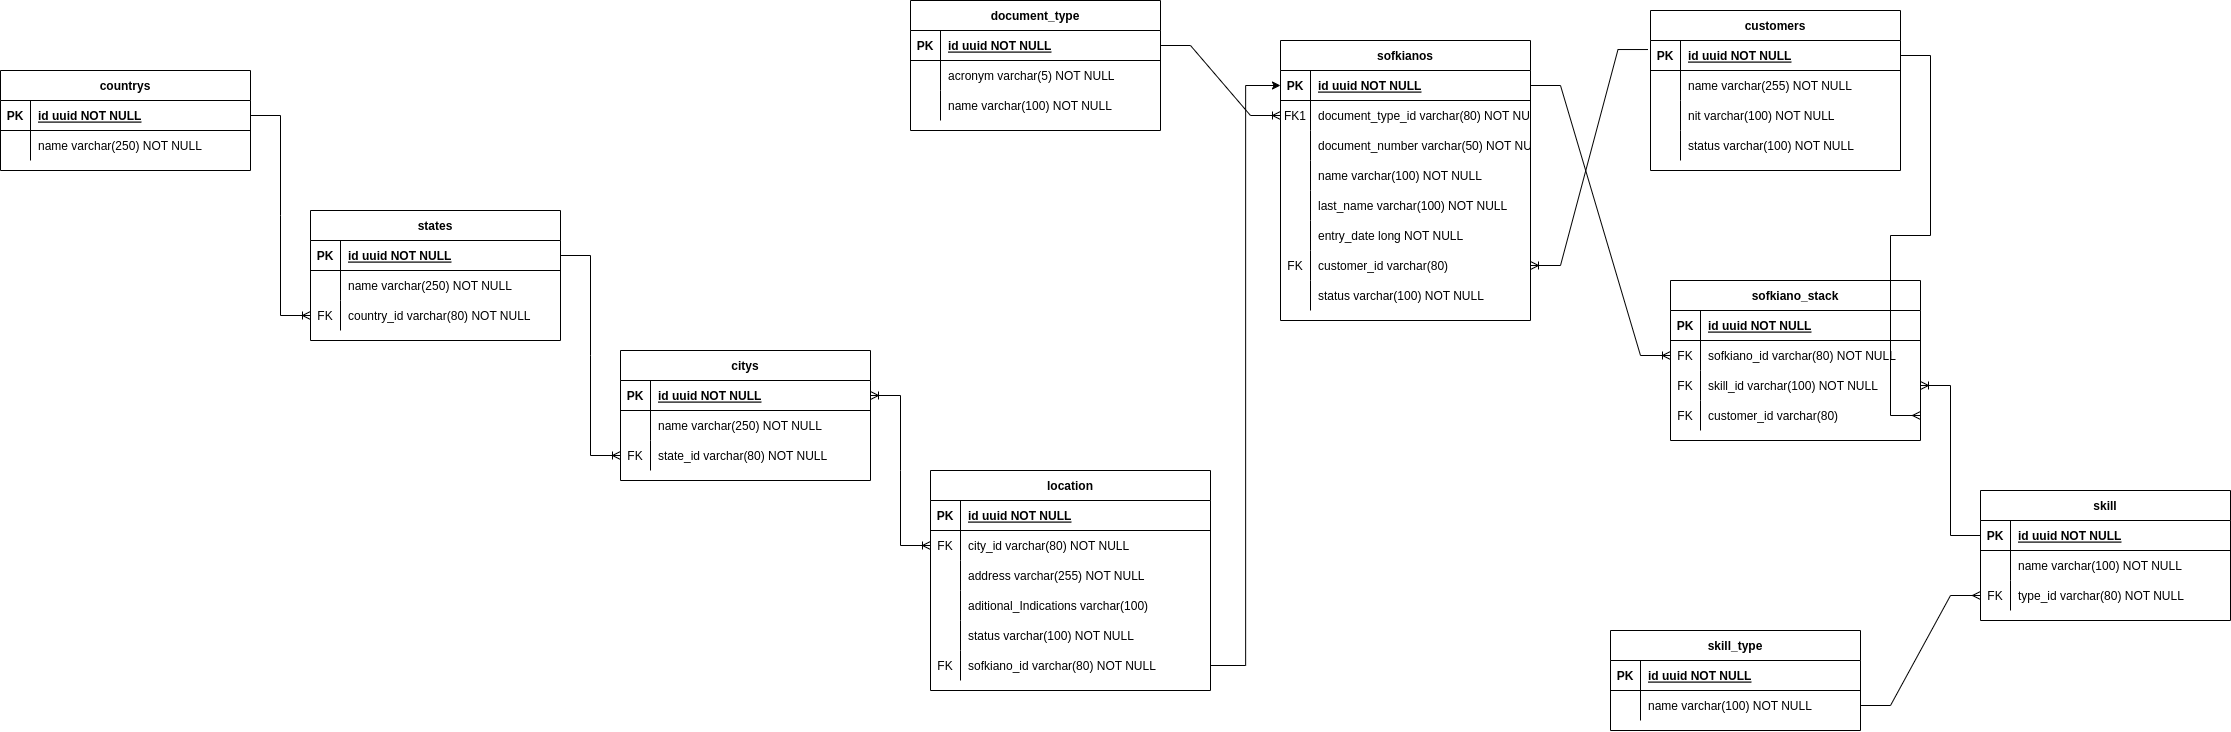 document_type
PK id uuid NOT NULL
acronym varchar(5) NOT NULL
name varchar(100) NOT NULL
customers
PK id uuid NOT NULL
name varchar(255) NOT NULL
nit varchar(100) NOT NULL
status varchar(100) NOT NULL
sofkianos
PK id uuid NOT NULL
FK1 document_type_id varchar(80) NOT NU
document_number varchar(50) NOT NU
name varchar(100) NOT NULL
last_name varchar(100) NOT NULL
entry_date long NOT NULL
FK customer_id varchar(80)
status varchar(100) NOT NULL
countrys
PK id uuid NOT NULL
name varchar(250) NOT NULL
states
PK id uuid NOT NULL
name varchar(250) NOT NULL
FK country_id varchar(80) NOT NULL
sofkiano_stack
PK id uuid NOT NULL
FK sofkiano_id varchar(80) NOT NULL
FK skill_id varchar(100) NOT NULL
FK customer_id varchar(80)
citys
PK id uuid NOT NULL
name varchar(250) NOT NULL
FK state_id varchar(80) NOT NULL
location
PK id uuid NOT NULL
FK city_id varchar(80) NOT NULL
address varchar(255) NOT NULL
aditional_Indications varchar(100)
status varchar(100) NOT NULL
FK sofkiano_id varchar(80) NOT NULL
skill
PK id uuid NOT NULL
name varchar(100) NOT NULL
FK type_id varchar(80) NOT NULL
skill_type
PK id uuid NOT NULL
name varchar(100) NOT NULL